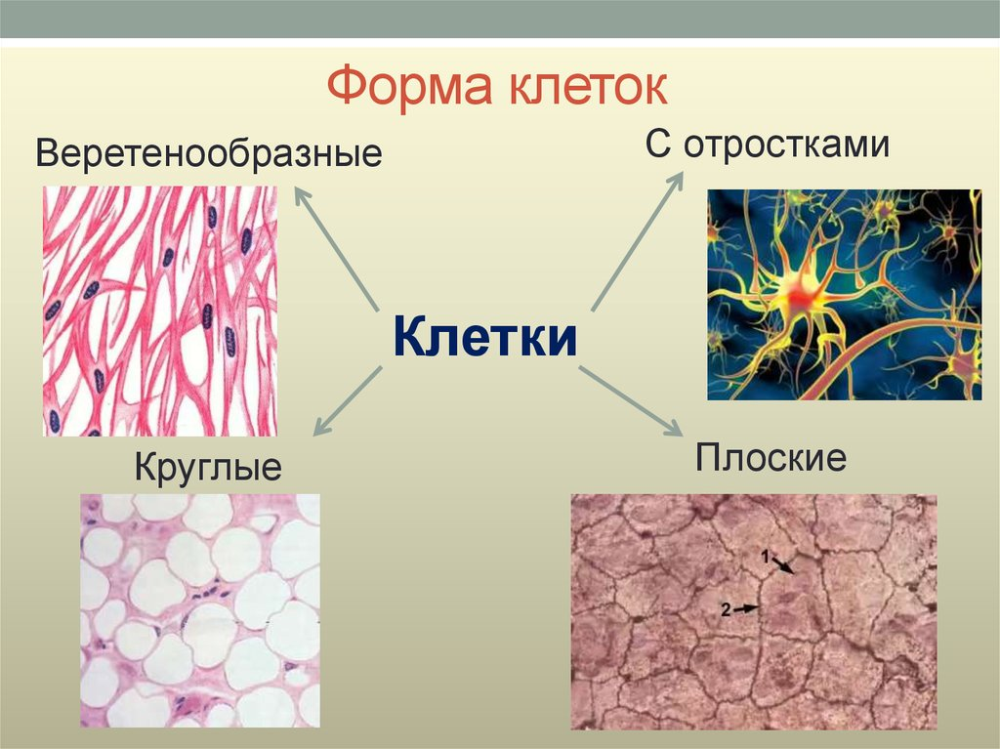 Форма клеток
Веретенообразные
С отростками
Клетки
Круглые
Плоские
1
2